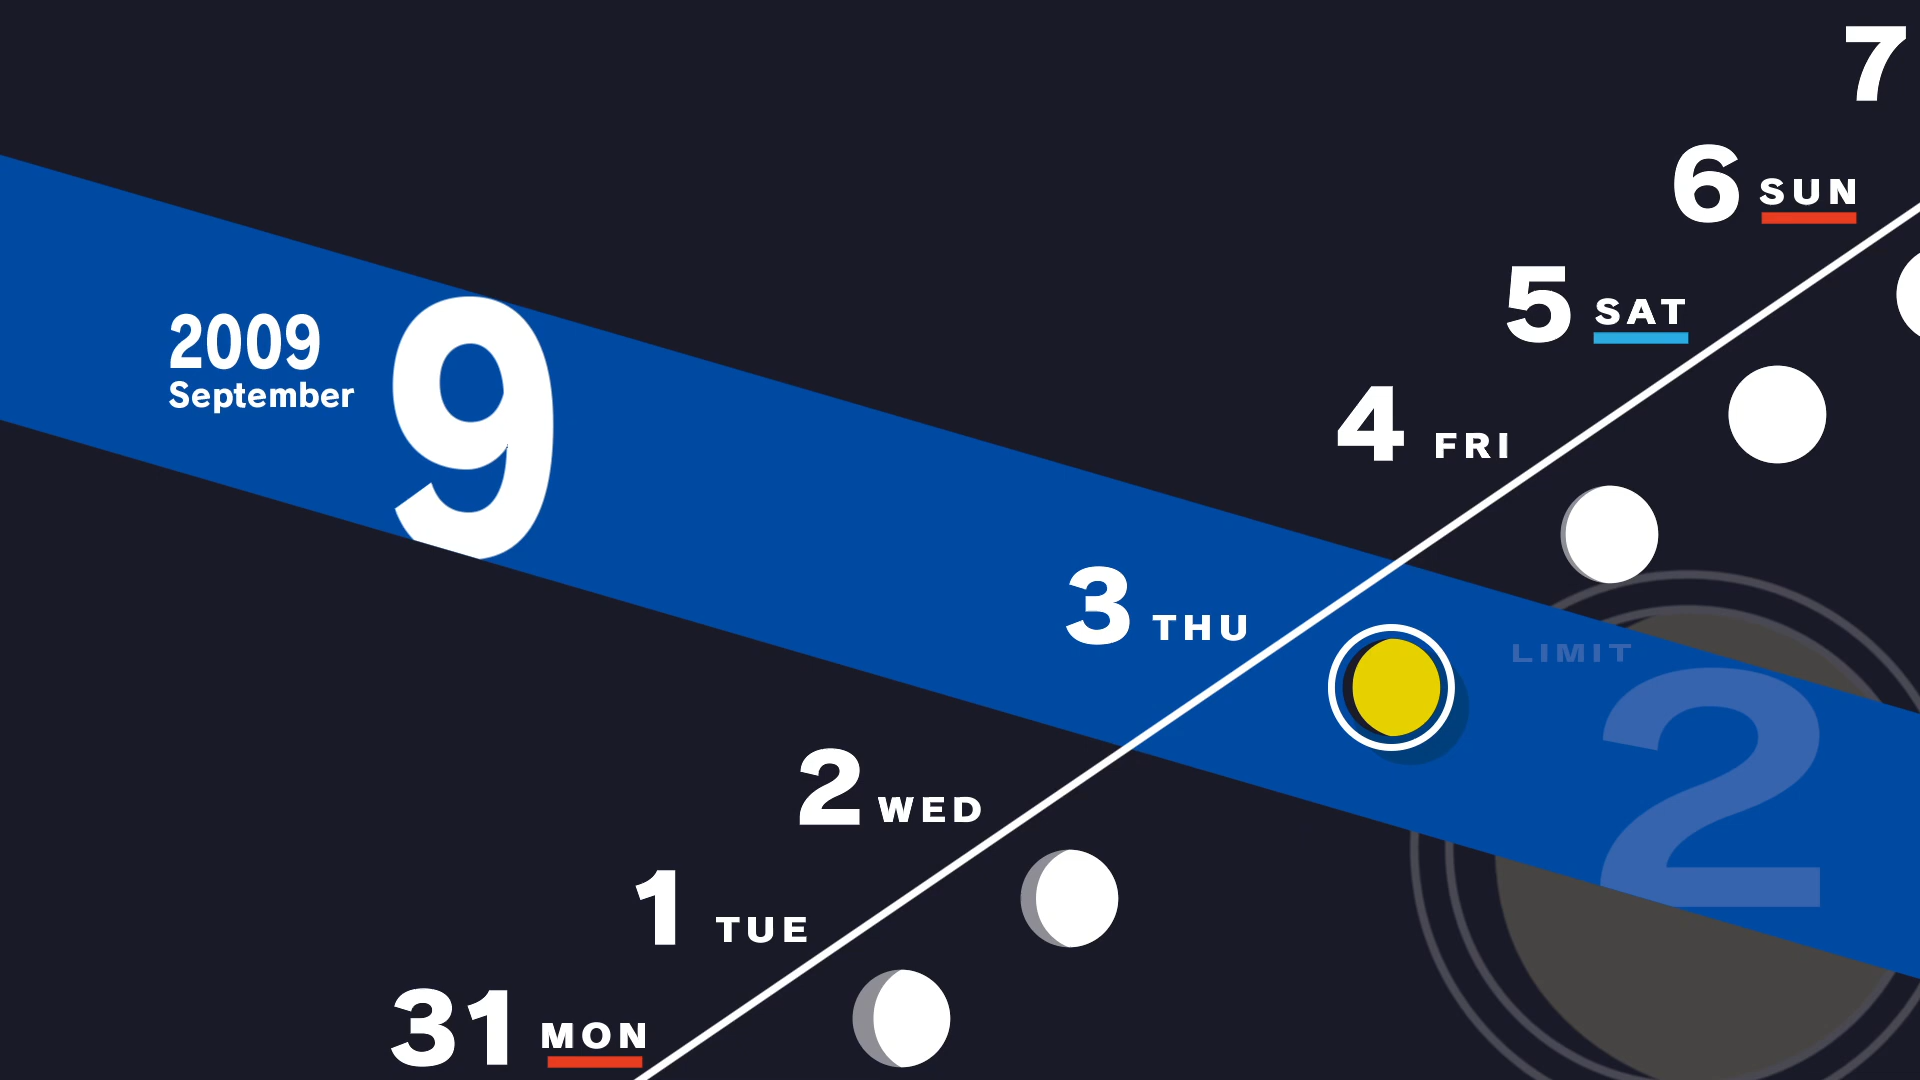 7
6 SUN
5 SAT
4 FRI
2009
September
9
3 THU
LIMIT
2
2 WED
1 TUE
31 MON